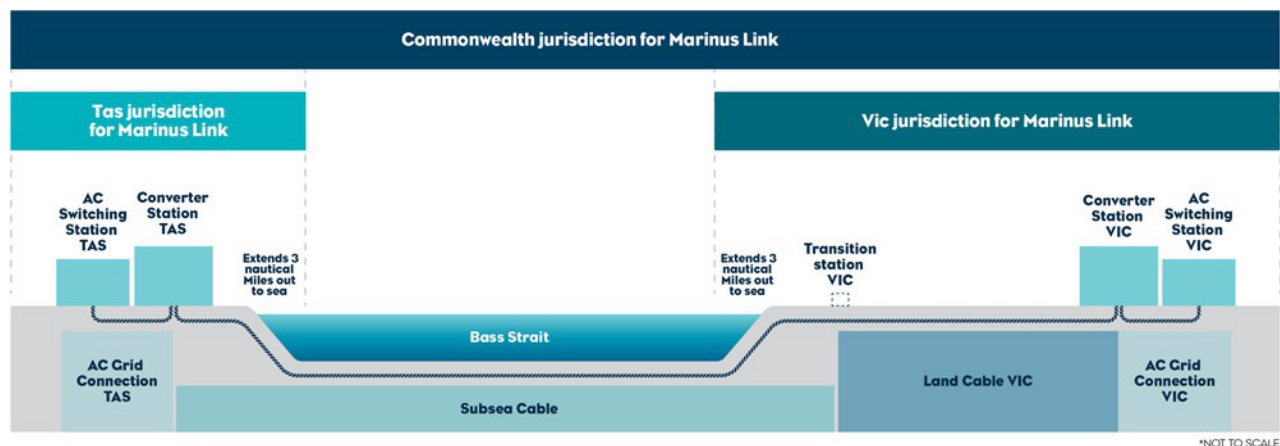 Commonwealth jurisdiction for Marinus Link
Tas jurisdiction
for Marinus Link
Vic jurisdiction for Marinus Link
AC
Switching
Station
TAS
Converter
Station
TAS
Extends 3
nautical
Miles out
to sea
Extends 3
nautical
Miles out
to sea
Transition
station
VIC
Converter
Station
VIC
AC
Switching
Station
VIC
Bass Strait
AC Grid
Connection
TAS
Subsea Cable
Land Cable VIC
AC Grid
Connection
VIC
*NOT TO SCALE